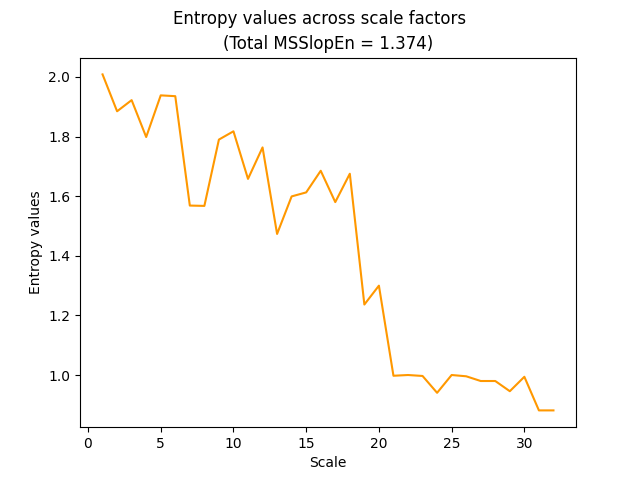 Entropy values across scale factors
(Total MSSlopEn = 1.374)
Entropy values
2.0
1.8
1.6
1.4
1.2
1.0
0 5 10 15 20 25 30
Scale